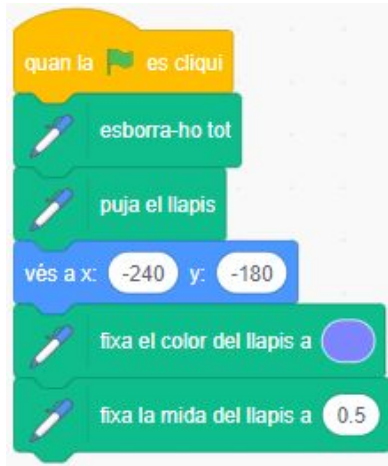 quan la es cliqui
esborra-ho tot
puja el llapis
vés a x: -240 y: -180
fixa el color del llapis a
fixa la mida del llapis a 0.5